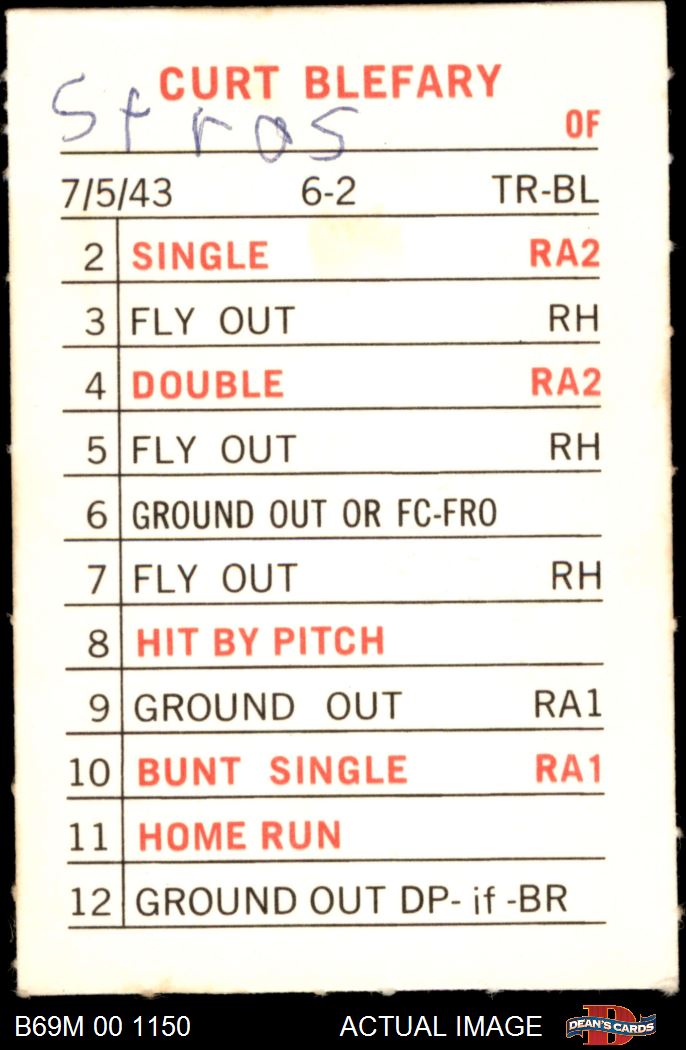 CURT BLEFARY
Stros
OF
7/5/43 6-2 TR-BL
2 SINGLE RA2
3 FLY OUT RH
4 DOUBLE RA2
5 FLY OUT RH
6 GROUND OUT OR FC-FRO
7 FLY OUT RH
8 HIT BY PITCH
9 GROUND OUT RA1
10 BUNT SINGLE RA1
11 HOME RUN
12 GROUND OUT DP- if -BR
B69M 00 1150 ACTUAL IMAGE D DEAN'S CARDS